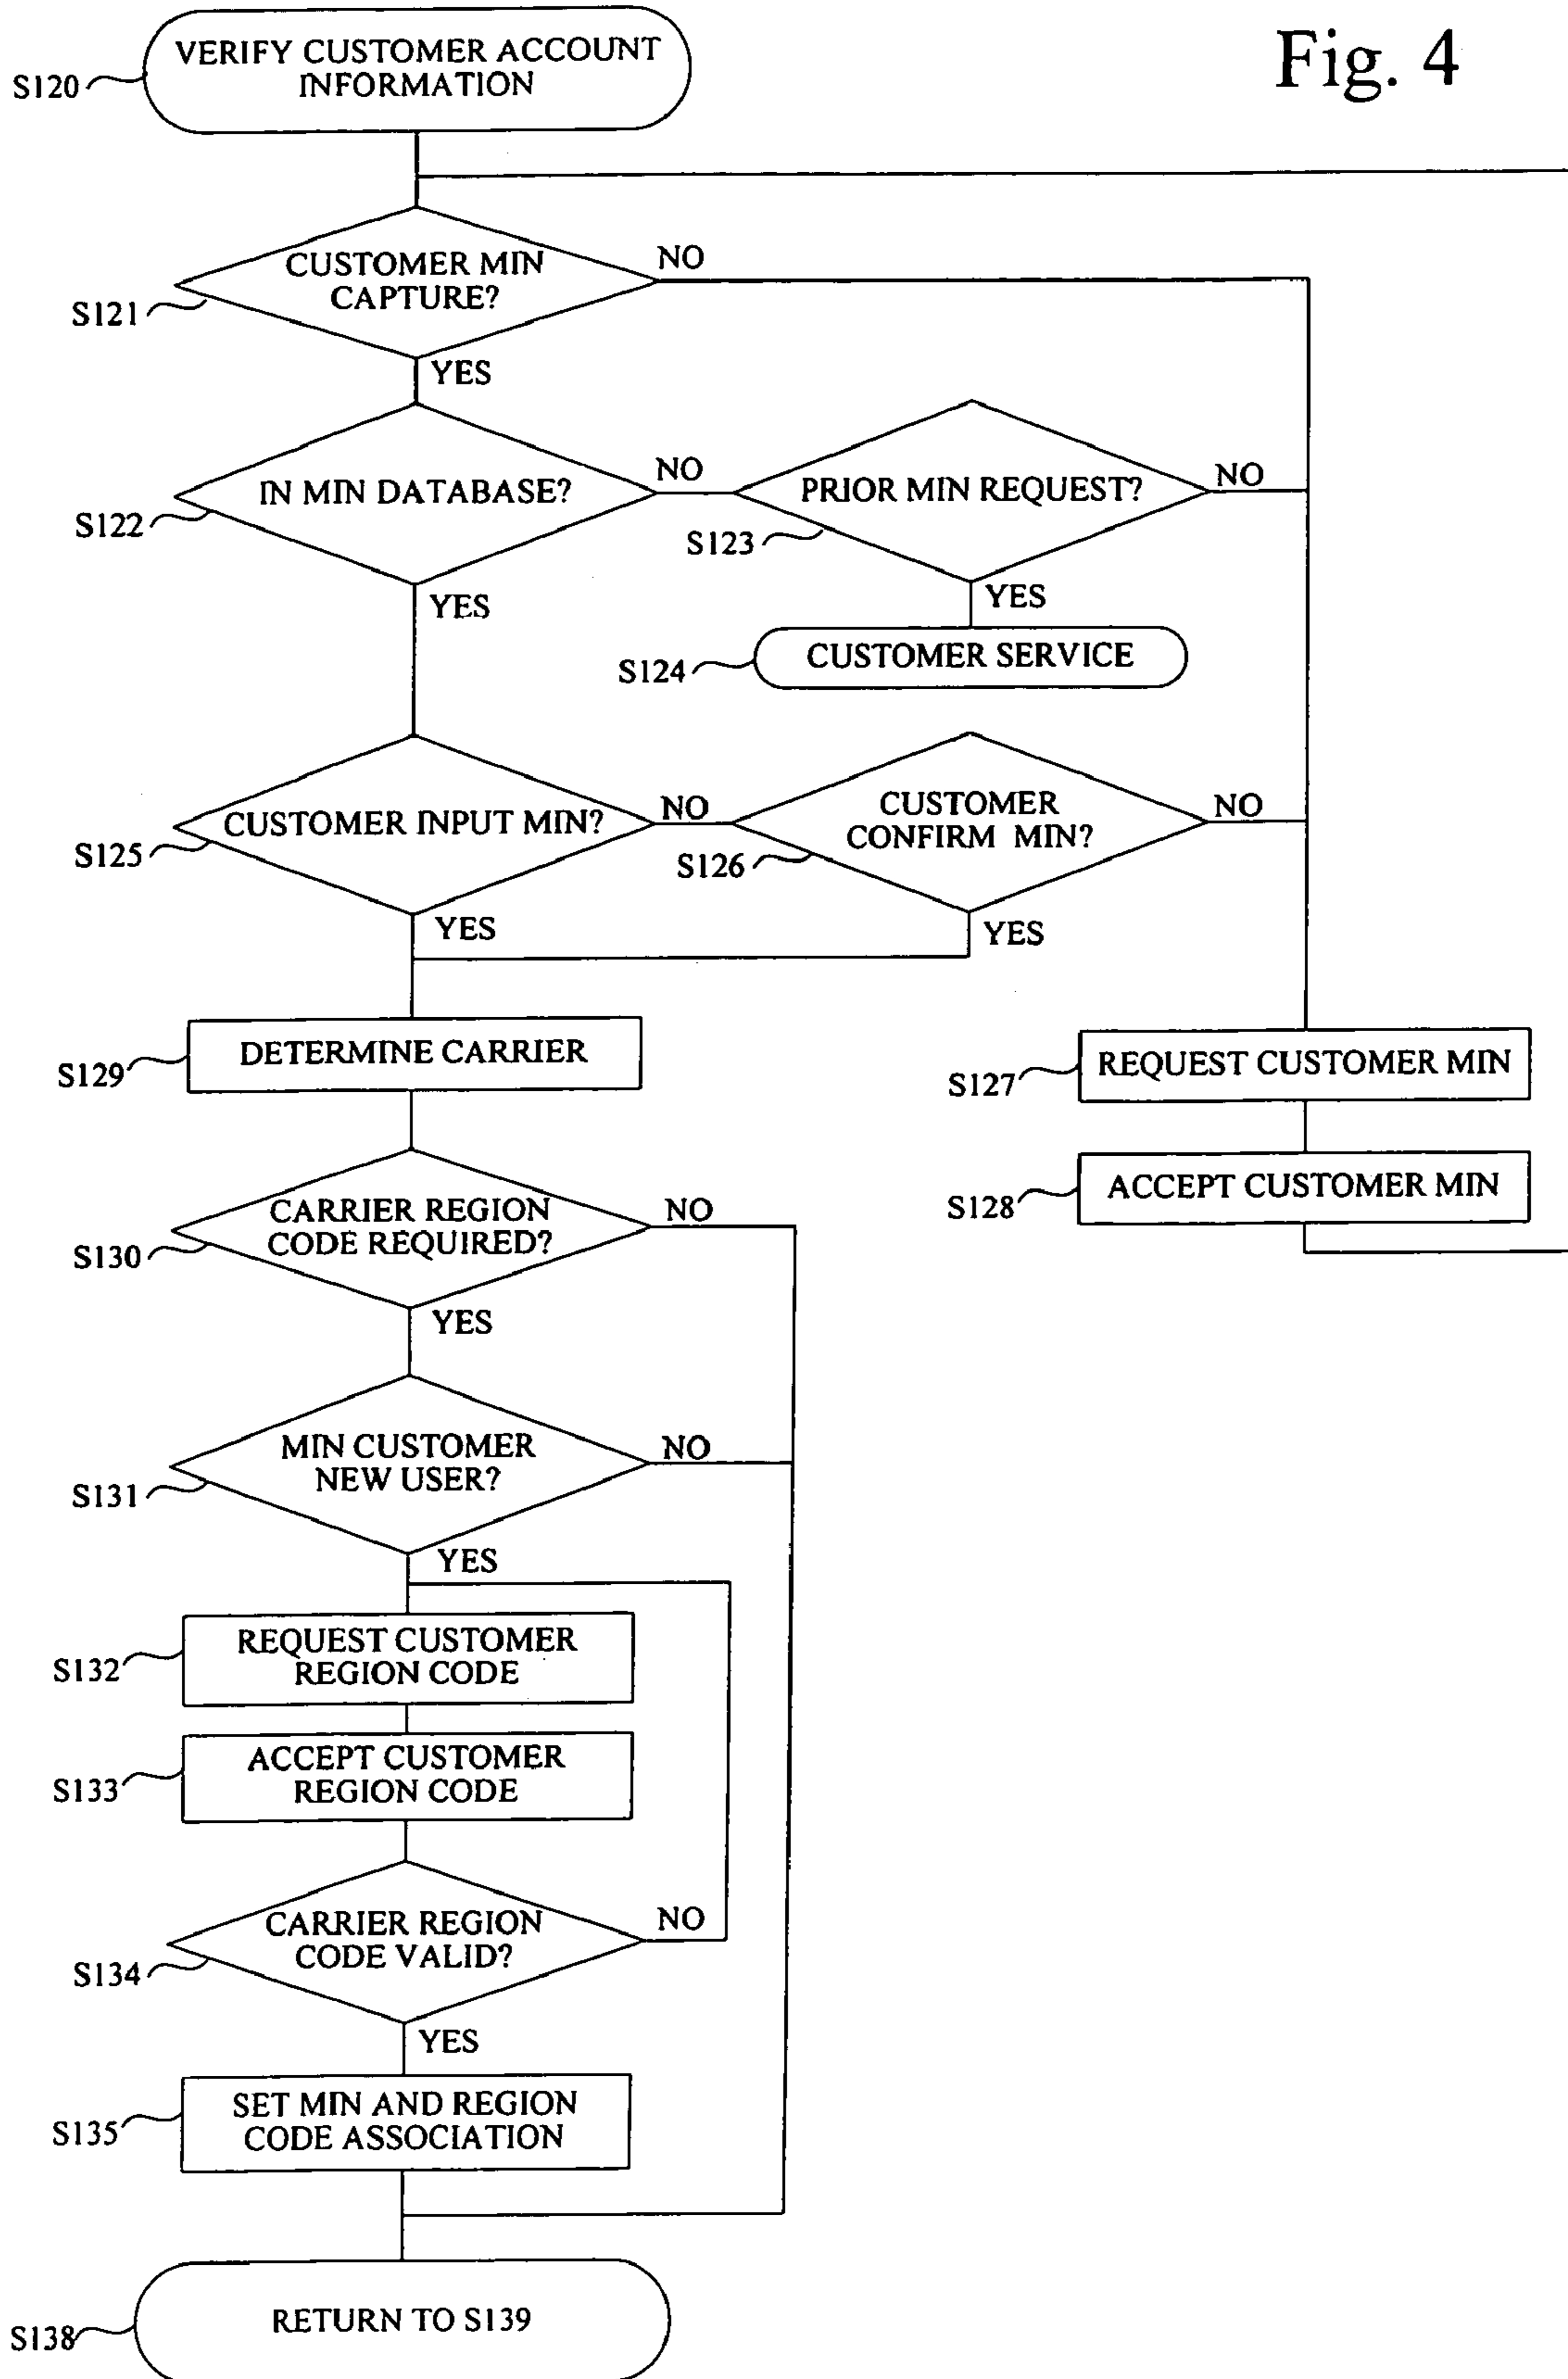 Fig. 4
VERIFY CUSTOMER ACCOUNT
INFORMATION
S120
CUSTOMER MIN
CAPTURE?
NO
S121
YES
IN MIN DATABASE?
NO
S122
PRIOR MIN REQUEST?
NO
S123
YES
YES
CUSTOMER SERVICE
S124
CUSTOMER INPUT MIN?
NO
S125
CUSTOMER
CONFIRM MIN?
NO
S126
YES
YES
DETERMINE CARRIER
S129
REQUEST CUSTOMER MIN
S127
ACCEPT CUSTOMER MIN
S128
CARRIER REGION
CODE REQUIRED?
NO
S130
YES
MIN CUSTOMER
NEW USER?
NO
S131
YES
REQUEST CUSTOMER
REGION CODE
S132
ACCEPT CUSTOMER
REGION CODE
S133
CARRIER REGION
CODE VALID?
NO
S134
YES
SET MIN AND REGION
CODE ASSOCIATION
S135
RETURN TO S139
S138